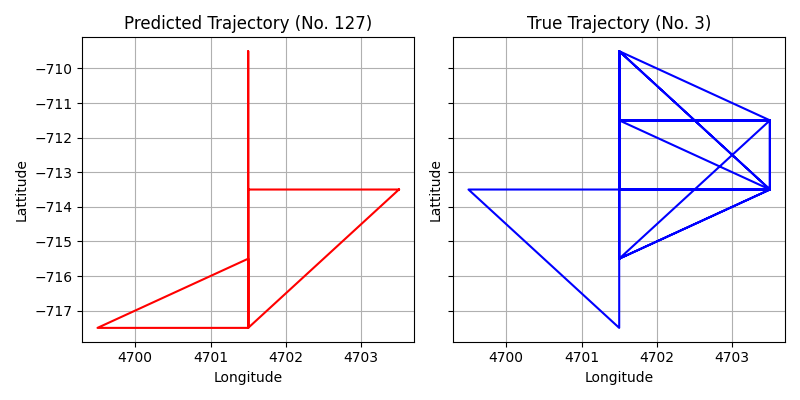 Predicted Trajectory (No. 127)
True Trajectory (No. 3)
−710
−711
−712
−713
−714
−715
−716
−717
Lattitude
Lattitude
4700
4701
4702
4703
4700
4701
4702
4703
Longitude
Longitude